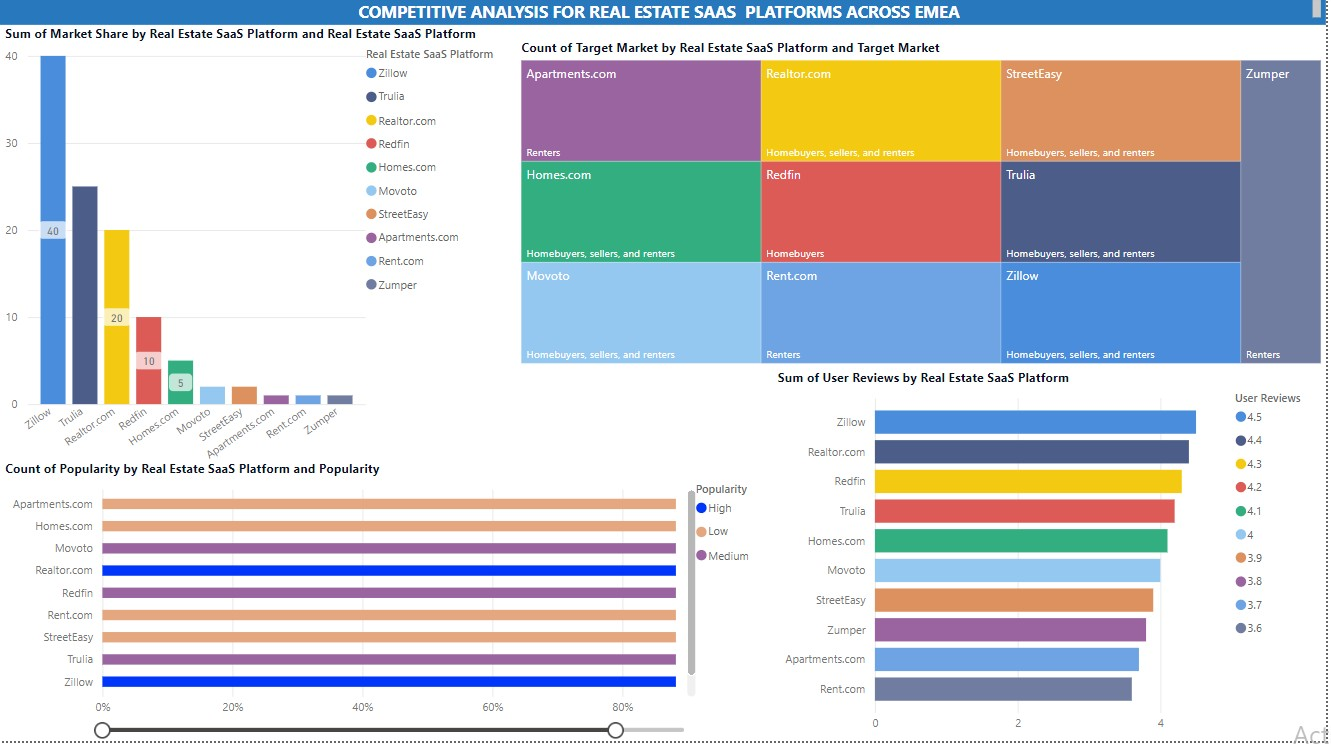 COMPETITIVE ANALYSIS FOR REAL ESTATE SAAS PLATFORMS ACROSS EMEA
Sum of Market Share by Real Estate SaaS Platform and Real Estate SaaS Platform
40
30
20
10
0
40
20
10
5
Zillow
Trulia
Realtor.com
Redfin
Homes.com
Movoto
StreetEasy
Apartments.com
Rent.com
Zumper
Real Estate SaaS Platform
Zillow
Trulia
Realtor.com
Redfin
Homes.com
Movoto
StreetEasy
Apartments.com
Rent.com
Zumper
Count of Target Market by Real Estate SaaS Platform and Target Market
Apartments.com
Renters
Realtor.com
Homebuyers, sellers, and renters
StreetEasy
Homebuyers, sellers, and renters
Zumper
Renters
Homes.com
Homebuyers, sellers, and renters
Redfin
Homebuyers
Trulia
Homebuyers, sellers, and renters
Movoto
Homebuyers, sellers, and renters
Rent.com
Renters
Zillow
Homebuyers, sellers, and renters
Count of Popularity by Real Estate SaaS Platform and Popularity
Apartments.com
Homes.com
Movoto
Realtor.com
Redfin
Rent.com
StreetEasy
Trulia
Zillow
0%
20%
40%
60%
80%
Popularity
High
Low
Medium
Sum of User Reviews by Real Estate SaaS Platform
Zillow
Realtor.com
Redfin
Trulia
Homes.com
Movoto
StreetEasy
Zumper
Apartments.com
Rent.com
0
2
4
User Reviews
4.5
4.4
4.3
4.2
4.1
4
3.9
3.8
3.7
3.6
Act